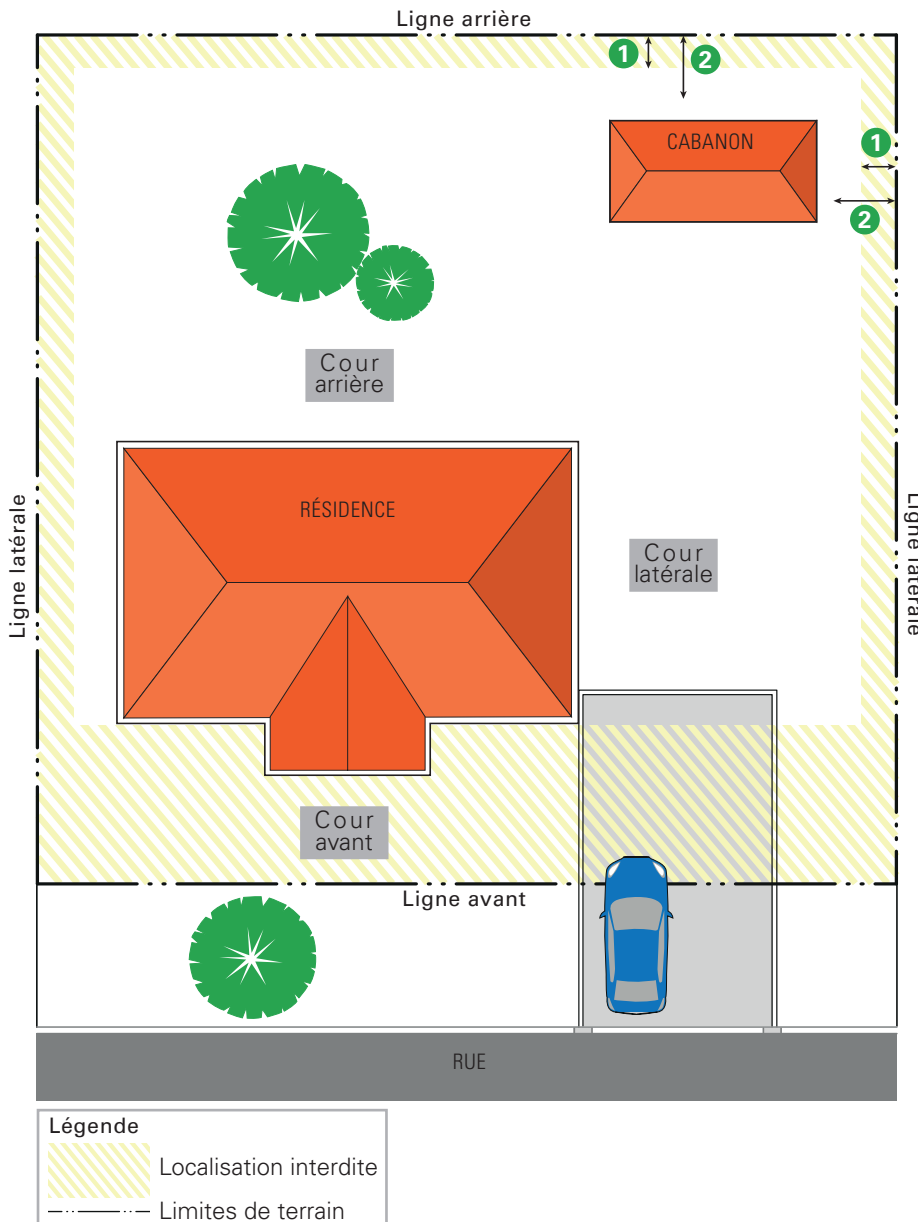 Ligne arrière
1
2
CABANON
1
2
Cour
arrière
Ligne latérale
RÉSIDENCE
Cour
latérale
Ligne latérale
Cour
avant
Ligne avant
RUE
Légende
Localisation interdite
Limites de terrain